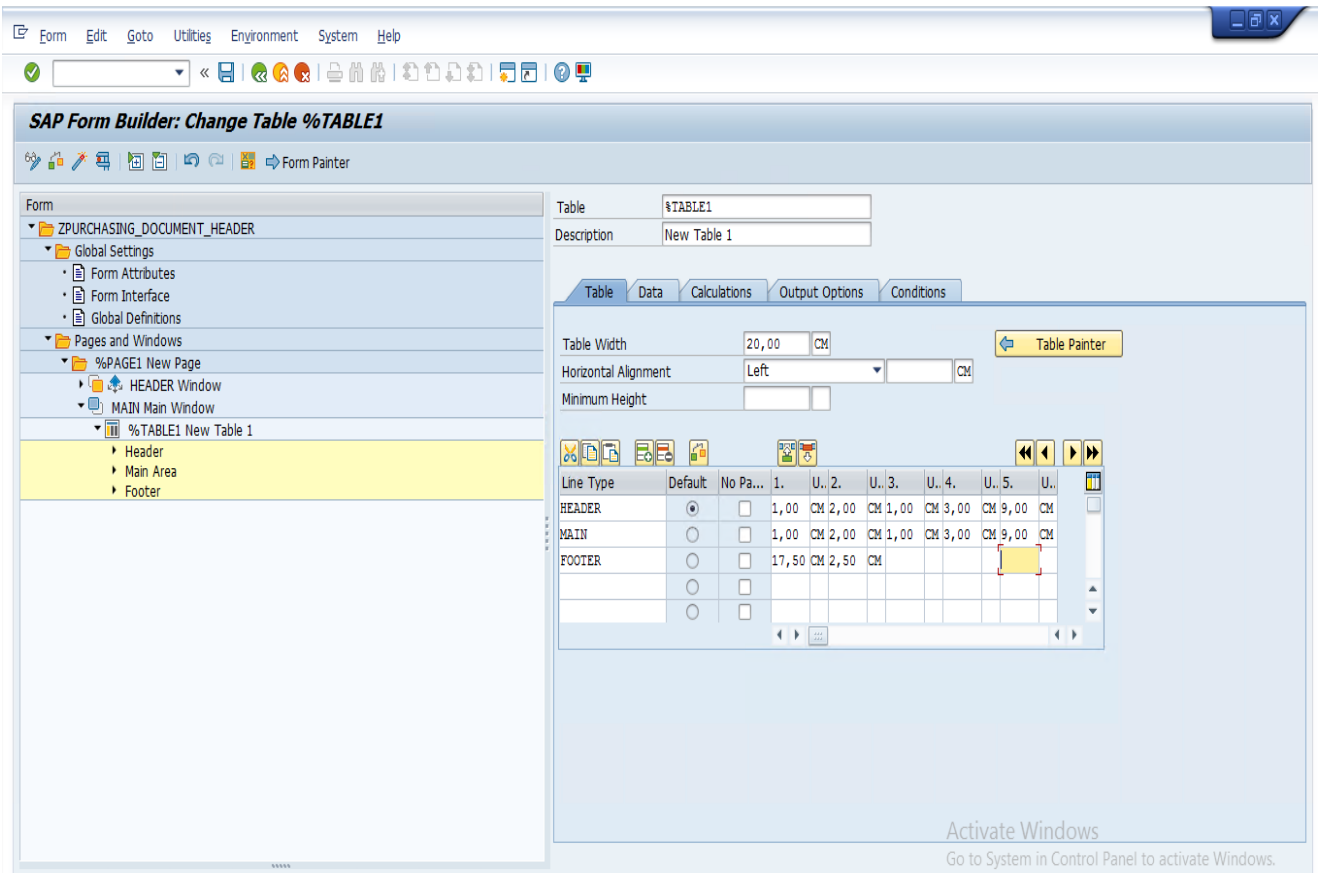 Form Edit Goto Utilities Environment System Help
SAP Form Builder: Change Table %TABLE1
Form Painter
Form
ZPURCHASING_DOCUMENT_HEADER
Global Settings
Form Attributes
Form Interface
Global Definitions
Pages and Windows
%PAGE1 New Page
HEADER Window
MAIN Main Window
%TABLE1 New Table 1
Header
Main Area
Footer
Table %TABLE1
Description New Table 1
Table Data Calculations Output Options Conditions
Table Width 20,00 CM Table Painter
Horizontal Alignment Left CM
Minimum Height
Line Type Default No Pa... 1. U.. 2. U.. 3. U.. 4. U.. 5. U..
HEADER 1,00 CM 2,00 CM 1,00 CM 3,00 CM 9,00 CM
MAIN 1,00 CM 2,00 CM 1,00 CM 3,00 CM 9,00 CM
FOOTER 17,50 CM 2,50 CM
Activate Windows
Go to System in Control Panel to activate Windows.